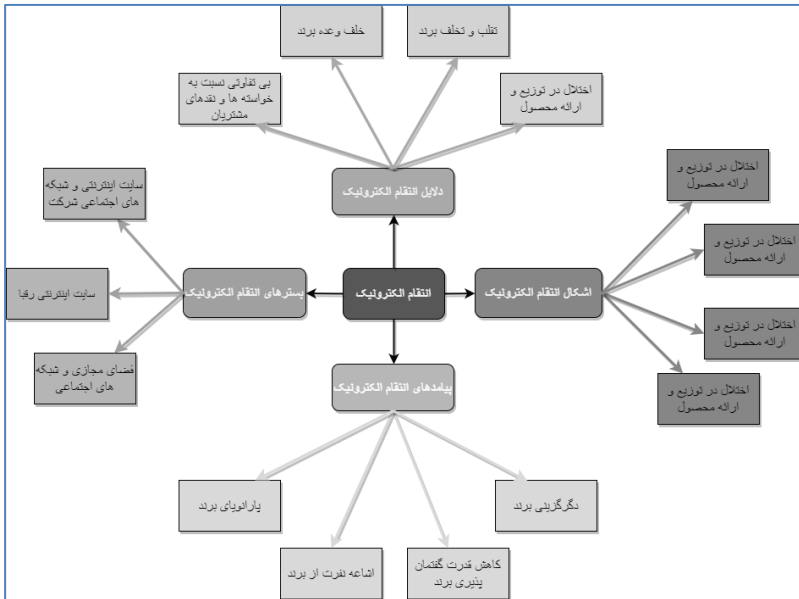 خلف وعده برند
تقلب و تخلف برند
بی تفاوتی نسبت به
خواسته ها و نقدهای
مشتریان
اختلال در توزیع و
ارائه محصول
دلایل انتقام الکترونیک
سایت اینترنتی و شبکه
های اجتماعی شرکت
سایت اینترنتی رقبا
فضای مجازی و شبکه
های اجتماعی
بسترهای انتقام الکترونیک
انتقام الکترونیک
اشکال انتقام الکترونیک
اختلال در توزیع و
ارائه محصول
اختلال در توزیع و
ارائه محصول
اختلال در توزیع و
ارائه محصول
اختلال در توزیع و
ارائه محصول
پیامدهای انتقام الکترونیک
دگرگزینی برند
پارانویای برند
کاهش قدرت گفتمان
پذیری برند
اشاعه نفرت از برند